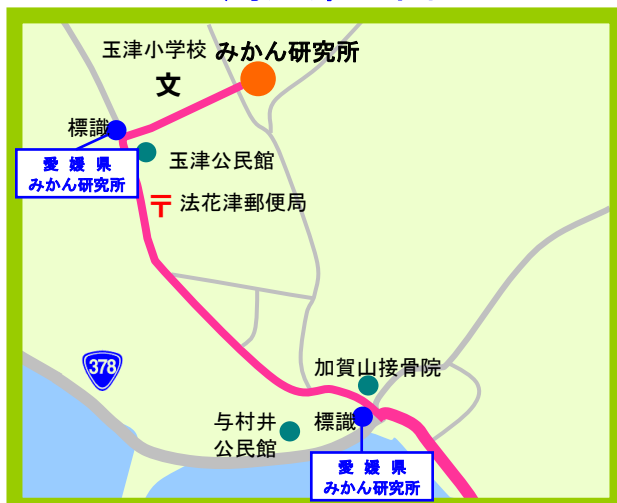 玉津小学校
みかん研究所
文
標識
愛媛県
みかん研究所
玉津公民館
〒 法花津郵便局
378
加賀山接骨院
与村井
公民館
標識
愛媛県
みかん研究所